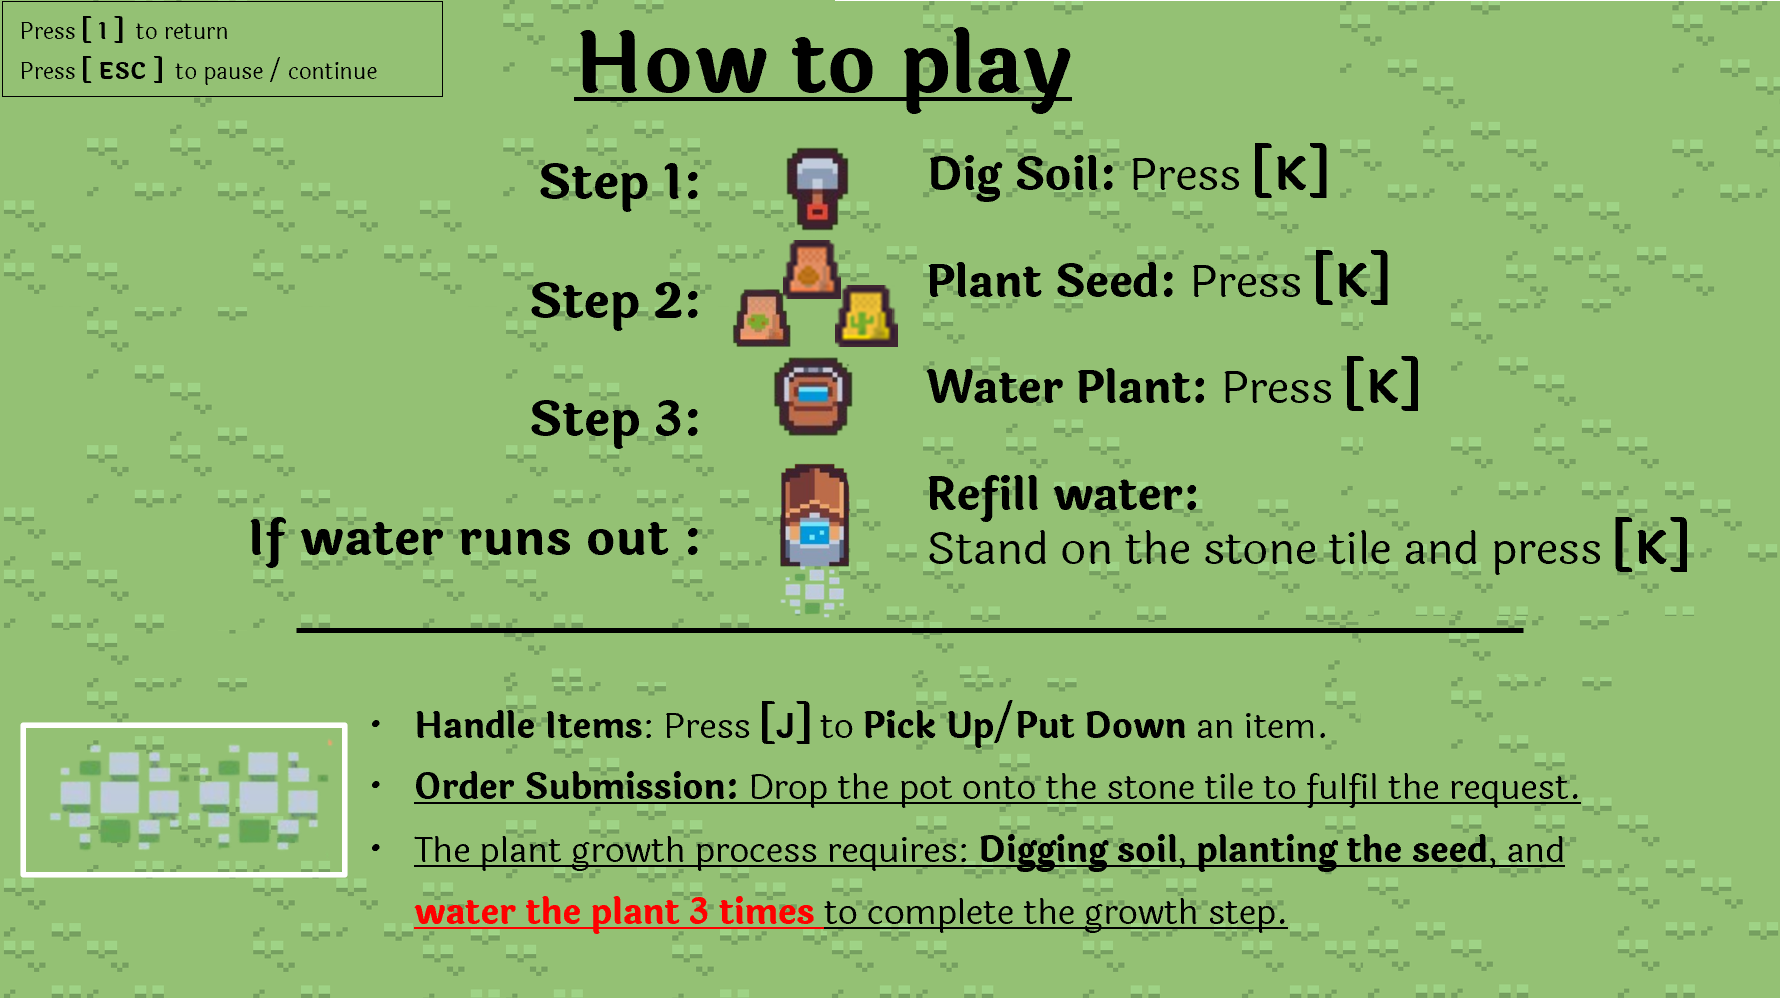 Press [ 1 ] to return
Press [ ESC ] to pause / continue
How to play
Step 1:
Dig Soil: Press [K]
Step 2:
Plant Seed: Press [K]
Step 3:
Water Plant: Press [K]
If water runs out :
Refill water:
Stand on the stone tile and press [K]
• Handle Items: Press [J] to Pick Up/Put Down an item.
• Order Submission: Drop the pot onto the stone tile to fulfil the request.
• The plant growth process requires: Digging soil, planting the seed, and
water the plant 3 times to complete the growth step.